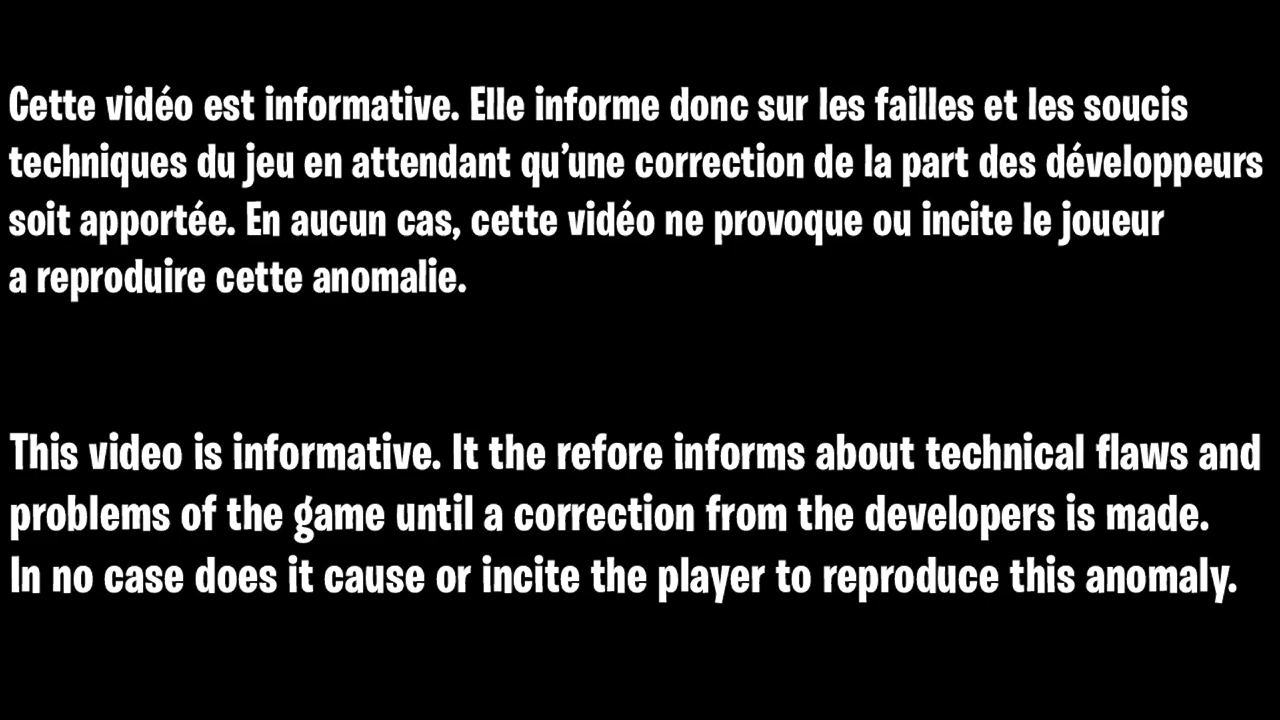 Cette vidéo est informative. Elle informe donc sur les failles et les soucis
techniques du jeu en attendant qu’une correction de la part des développeurs
soit apportée. En aucun cas, cette vidéo ne provoque ou incite le joueur
a reproduire cette anomalie.
This video is informative. It the refore informs about technical flaws and
problems of the game until a correction from the developers is made.
In no case does it cause or incite the player to reproduce this anomaly.